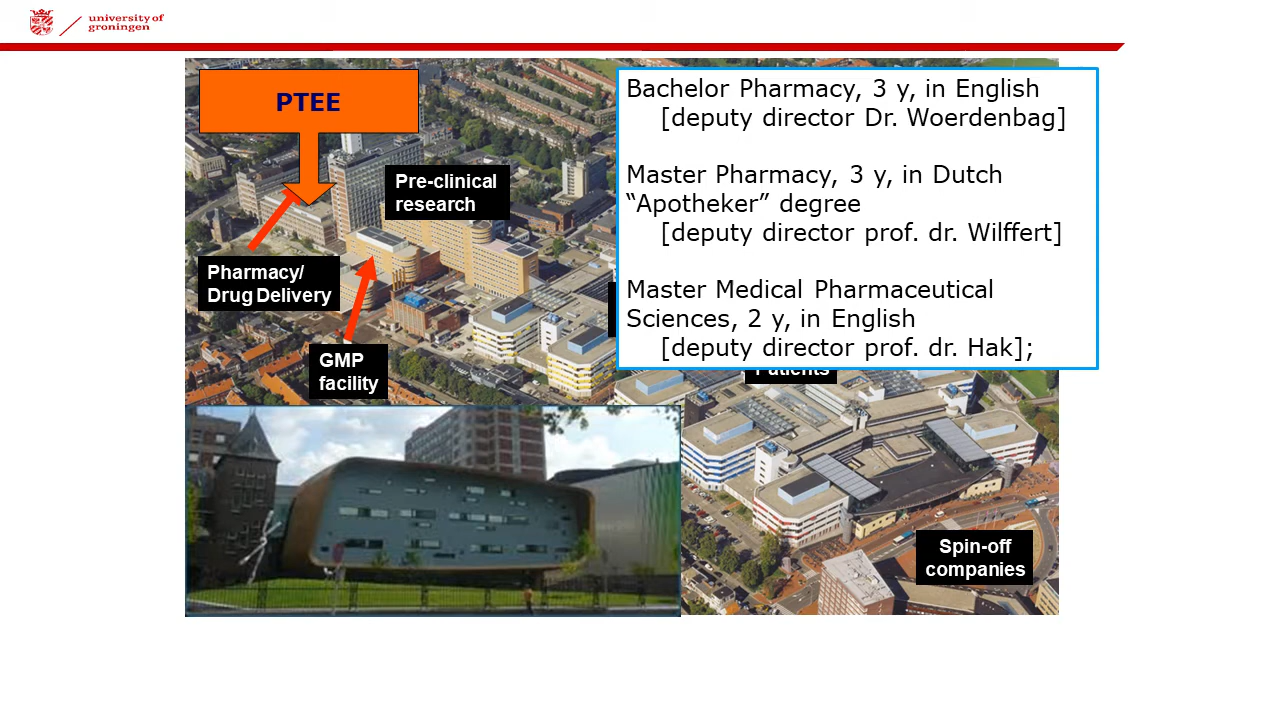 university of
groningen
PTEE
Bachelor Pharmacy, 3 y, in English
[deputy director Dr. Woerdenbag]
Master Pharmacy, 3 y, in Dutch
“Apotheker” degree
[deputy director prof. dr. Wilffert]
Master Medical Pharmaceutical
Sciences, 2 y, in English
[deputy director prof. dr. Hak];
Pre-clinical
research
Pharmacy/
Drug Delivery
GMP
facility
Patients
Spin-off
companies